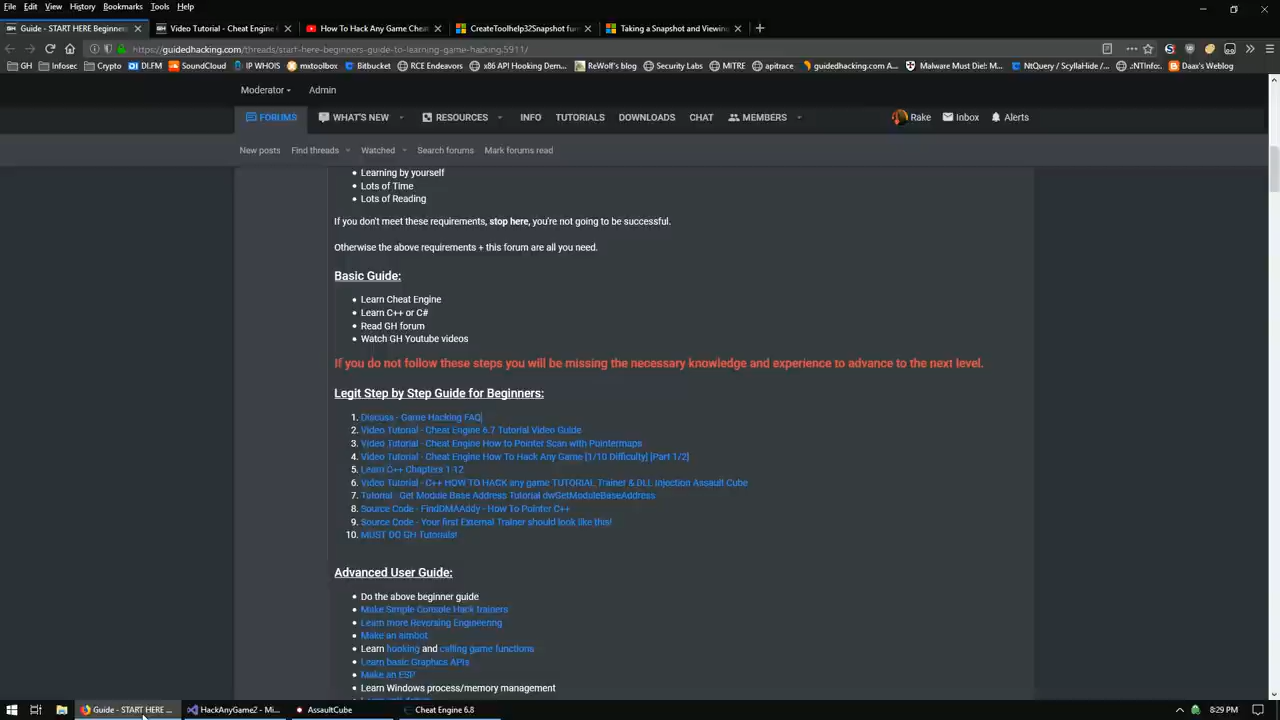 File Edit View History Bookmarks Tools Help
Guide - START HERE Beginners Video Tutorial - Cheat Engine How To Hack Any Game Cheat CreateToolhelp32Snapshot fun Taking a Snapshot and Viewing
https://guidedhacking.com/threads/start-here-beginners-guide-to-learning-game-hacking.5911/
GH Infosec Crypto DLFM SoundCloud IP WHOIS mxtoolbox Bitbucket RCE Endeavors x86 API Hooking Dem... ReWolf's blog Security Labs MITRE apitrace guidedhacking.com A... Malware Must Die!: M... NtQuery / ScyllaHide /... .:NTInfo:. Daax's Weblog
Moderator Admin
FORUMS WHAT'S NEW RESOURCES INFO TUTORIALS DOWNLOADS CHAT MEMBERS Rake Inbox Alerts
New posts Find threads Watched Search forums Mark forums read
• Learning by yourself
• Lots of Time
• Lots of Reading
If you don't meet these requirements, stop here, you're not going to be successful.
Otherwise the above requirements + this forum are all you need.
Basic Guide:
• Learn Cheat Engine
• Learn C++ or C#
• Read GH forum
• Watch GH Youtube videos
If you do not follow these steps you will be missing the necessary knowledge and experience to advance to the next level.
Legit Step by Step Guide for Beginners:
1. Discuss - Game Hacking FAQ
2. Video Tutorial - Cheat Engine 6.7 Tutorial Video Guide
3. Video Tutorial - Cheat Engine How to Pointer Scan with Pointermaps
4. Video Tutorial - Cheat Engine How To Hack Any Game [1/10 Difficulty] [Part 1/2]
5. Learn C++ Chapters 1-12
6. Video Tutorial - C++ HOW TO HACK any game TUTORIAL Trainer & DLL Injection Assault Cube
7. Tutorial - Get Module Base Address Tutorial dwGetModuleBaseAddress
8. Source Code - FindDMAAddy - How To Pointer C++
9. Source Code - Your first External Trainer should look like this!
10. MUST DO GH Tutorials!
Advanced User Guide:
• Do the above beginner guide
• Make Simple Console Hack trainers
• Learn more Reversing Engineering
• Make an aimbot
• Learn hooking and calling game functions
• Learn basic Graphics APIs
• Make an ESP
• Learn Windows process/memory management
Guide - START HERE ... HackAnyGame2 - Mi... AssaultCube Cheat Engine 6.8 8:29 PM